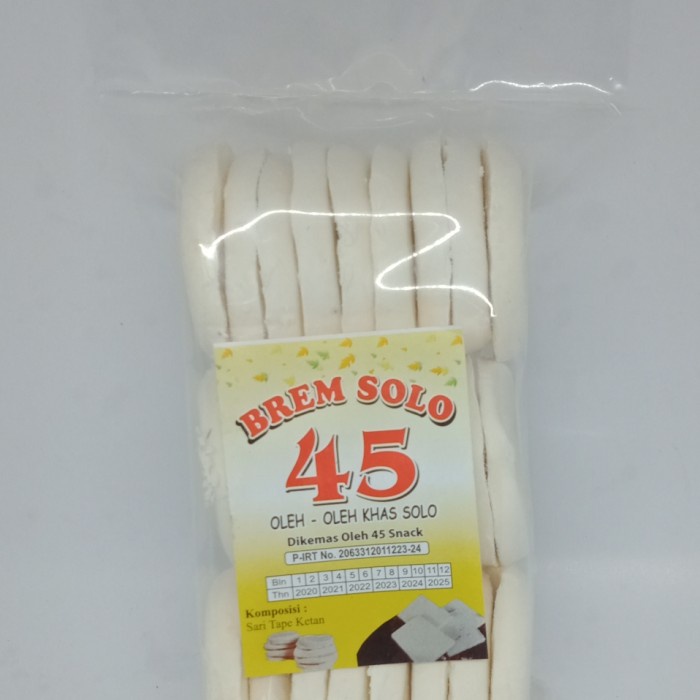 BREM SOLO
45
OLEH - OLEH KHAS SOLO
Dikemas Oleh 45 Snack
P-IRT No. 2063312011223-24
Bln 1 2 3 4 5 6 7 8 9 10 11 12
Thn 2020 2021 2022 2023 2024 2025
Komposisi :
Sari Tape Ketan